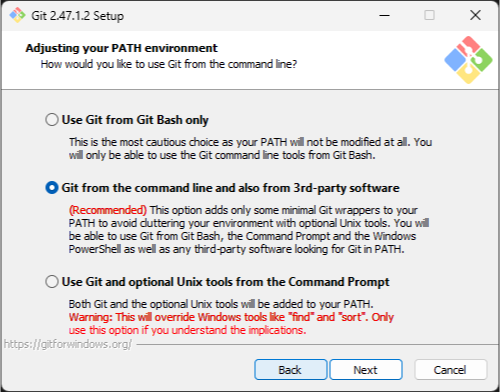 Git 2.47.1.2 Setup
Adjusting your PATH environment
How would you like to use Git from the command line?
Use Git from Git Bash only
This is the most cautious choice as your PATH will not be modified at all. You
will only be able to use the Git command line tools from Git Bash.
Git from the command line and also from 3rd-party software
(Recommended) This option adds only some minimal Git wrappers to your
PATH to avoid cluttering your environment with optional Unix tools. You will
be able to use Git from Git Bash, the Command Prompt and the Windows
PowerShell as well as any third-party software looking for Git in PATH.
Use Git and optional Unix tools from the Command Prompt
Both Git and the optional Unix tools will be added to your PATH.
Warning: This will override Windows tools like "find" and "sort". Only
use this option if you understand the implications.
https://gitforwindows.org/
Back Next Cancel